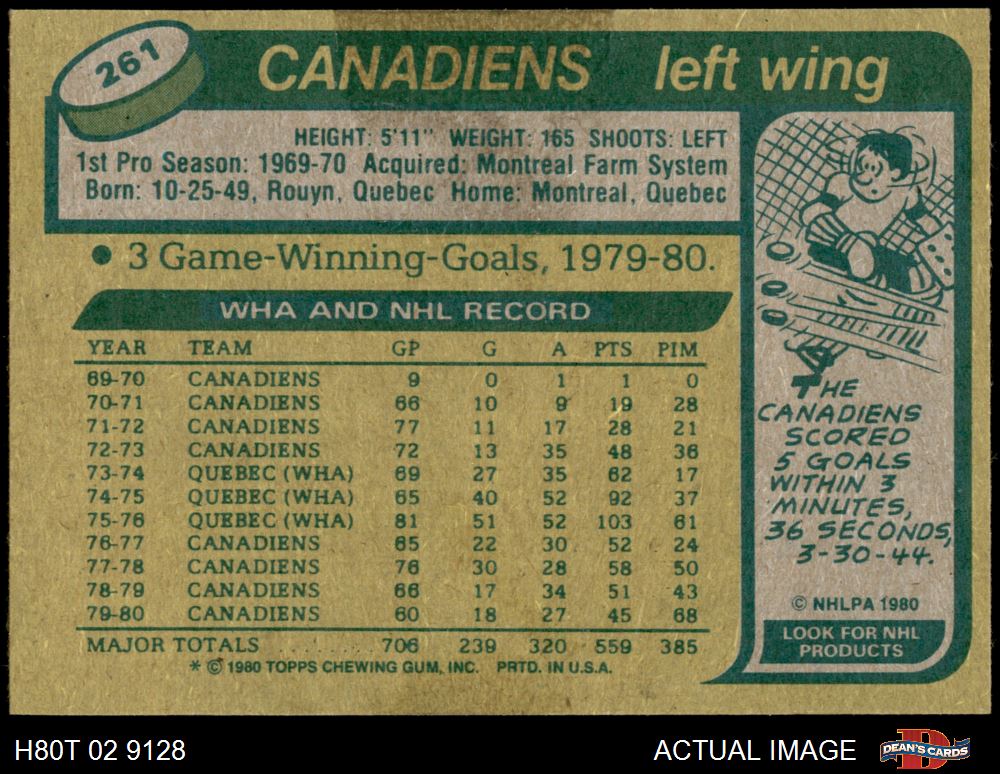 261
CANADIENS left wing
HEIGHT: 5'11" WEIGHT: 165 SHOOTS: LEFT
1st Pro Season: 1969-70 Acquired: Montreal Farm System
Born: 10-25-49, Rouyn, Quebec Home: Montreal, Quebec
• 3 Game-Winning-Goals, 1979-80.
WHA AND NHL RECORD
YEAR TEAM GP G A PTS PIM
69-70 CANADIENS 9 0 1 1 0
70-71 CANADIENS 66 10 9 19 28
71-72 CANADIENS 77 11 17 28 21
72-73 CANADIENS 72 13 35 48 36
73-74 QUEBEC (WHA) 69 27 35 62 17
74-75 QUEBEC (WHA) 65 40 52 92 37
75-76 QUEBEC (WHA) 81 51 52 103 61
76-77 CANADIENS 65 22 30 52 24
77-78 CANADIENS 76 30 28 58 50
78-79 CANADIENS 66 17 34 51 43
79-80 CANADIENS 60 18 27 45 68
MAJOR TOTALS ........ 706 239 320 559 385
* © 1980 TOPPS CHEWING GUM, INC. PRTD. IN U.S.A.
THE
CANADIENS
SCORED
5 GOALS
WITHIN 3
MINUTES,
36 SECONDS,
3-30-44.
© NHLPA 1980
LOOK FOR NHL
PRODUCTS
H80T 02 9128 ACTUAL IMAGE DEAN'S CARDS